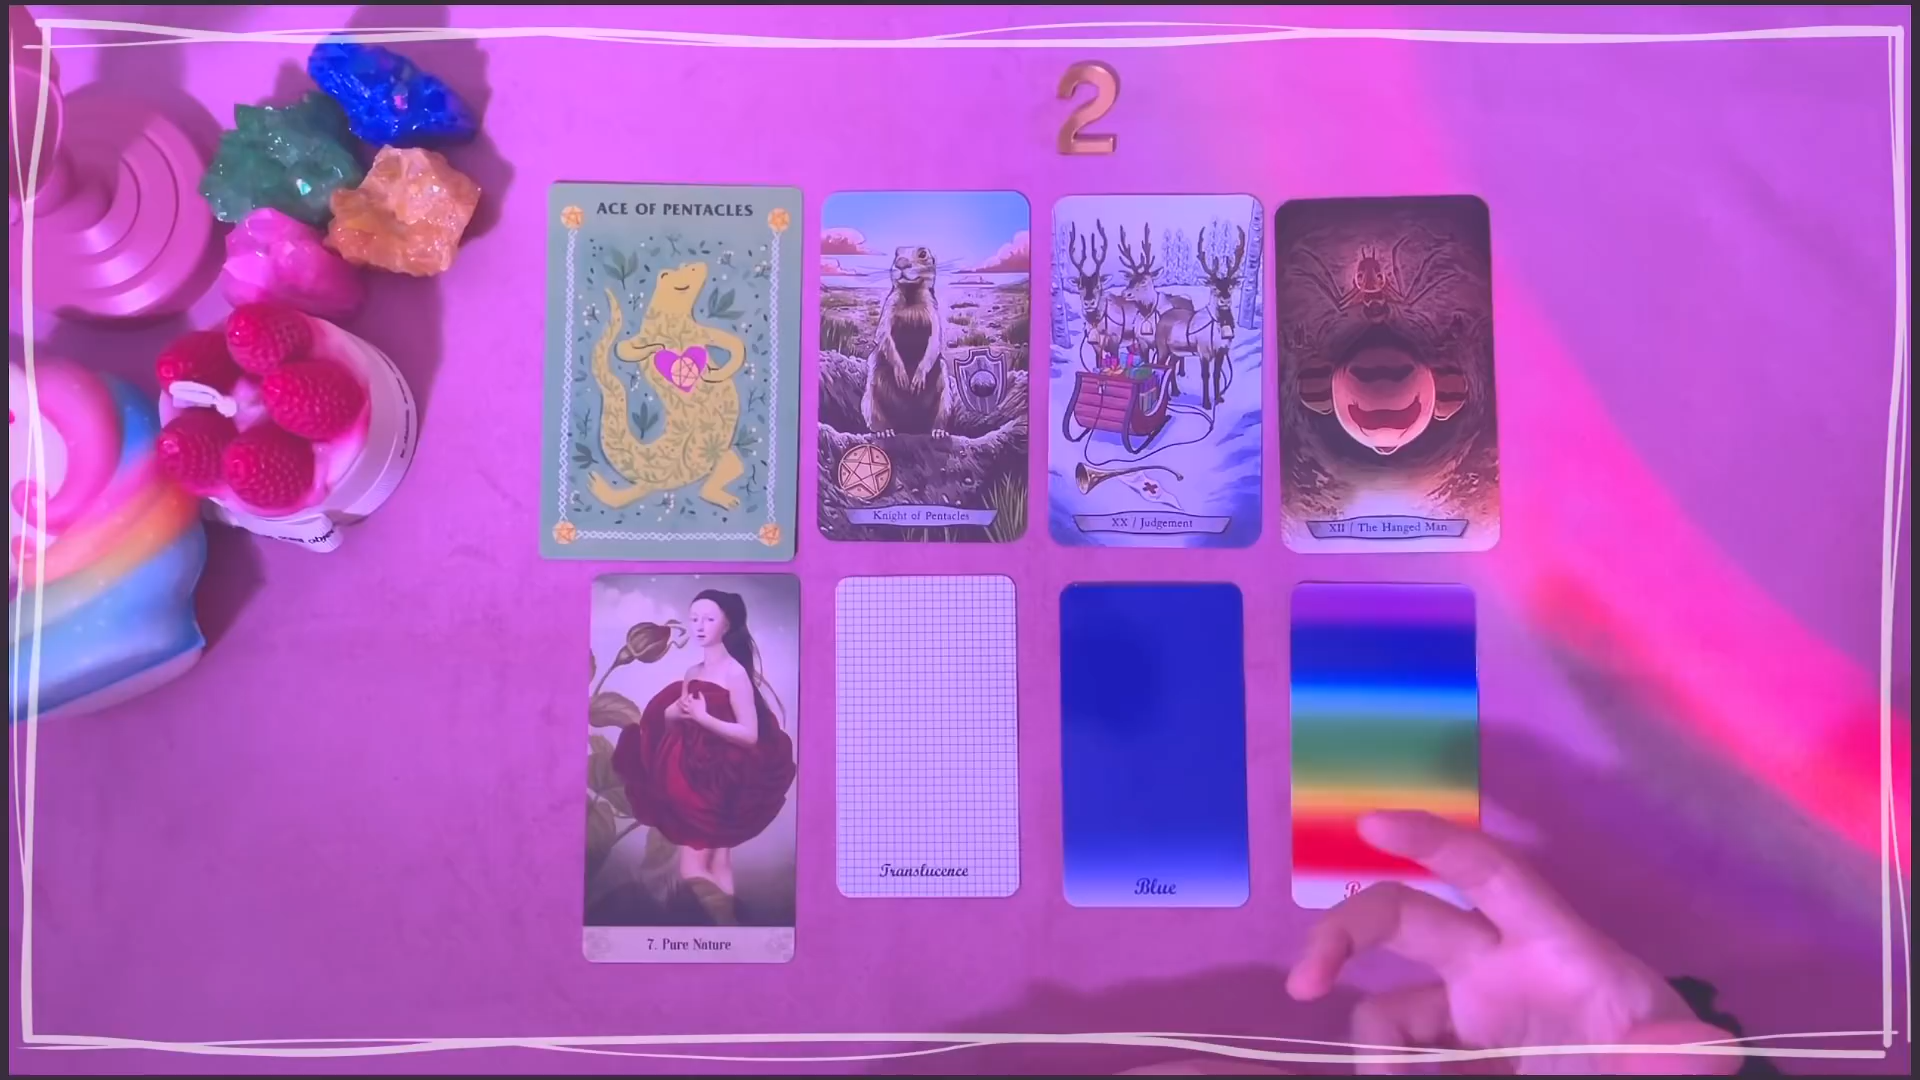 2
ACE OF PENTACLES
Knight of Pentacles
XX / Judgement
XII / The Hanged Man
7. Pure Nature
Translucence
Blue